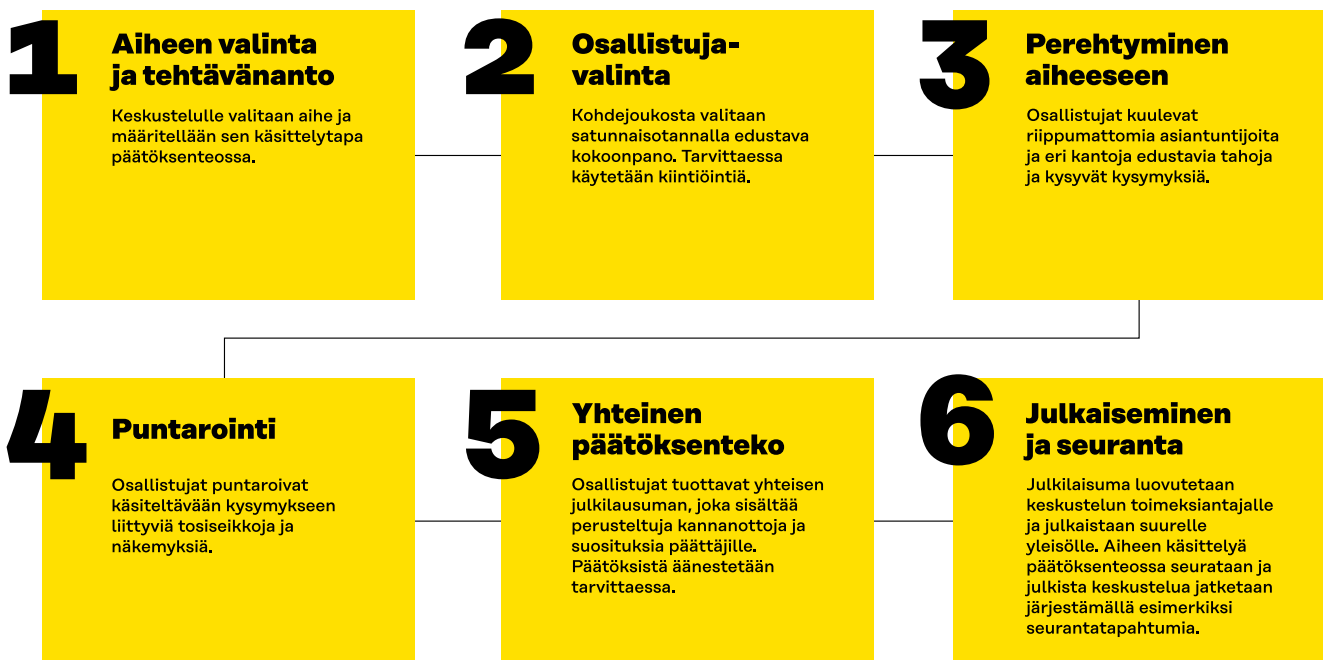 1
Aiheen valinta
ja tehtävänanto
Keskustelulle valitaan aihe ja
määritellään sen käsittelytapa
päätöksenteossa.
2
Osallistuja-
valinta
Kohdejoukosta valitaan
satunnaisotannalla edustava
kokoonpano. Tarvittaessa
käytetään kiintiöintiä.
3
Perehtyminen
aiheeseen
Osallistujat kuulevat
riippumattomia asiantuntijoita
ja eri kantoja edustavia tahoja
ja kysyvät kysymyksiä.
4
Puntarointi
Osallistujat puntaroivat
käsiteltävään kysymykseen
liittyviä tosiseikkoja ja
näkemyksiä.
5
Yhteinen
päätöksenteko
Osallistujat tuottavat yhteisen
julkilausuman, joka sisältää
perusteltuja kannanottoja ja
suosituksia päättäjille.
Päätöksistä äänestetään
tarvittaessa.
6
Julkaiseminen
ja seuranta
Julkilaisuma luovutetaan
keskustelun toimeksiantajalle
ja julkaistaan suurelle
yleisölle. Aiheen käsittelyä
päätöksenteossa seurataan ja
julkista keskustelua jatketaan
järjestämällä esimerkiksi
seurantatapahtumia.